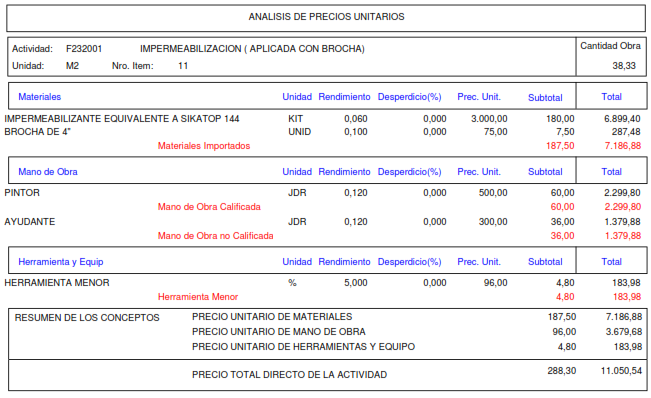 ANALISIS DE PRECIOS UNITARIOS
Actividad: F232001 IMPERMEABILIZACION ( APLICADA CON BROCHA) Cantidad Obra
Unidad: M2 Nro. Item: 11 38,33
Materiales Unidad Rendimiento Desperdicio(%) Prec. Unit. Subtotal Total
IMPERMEABILIZANTE EQUIVALENTE A SIKATOP 144 KIT 0,060 0,000 3.000,00 180,00 6.899,40
BROCHA DE 4" UNID 0,100 0,000 75,00 7,50 287,48
Materiales Importados 187,50 7.186,88
Mano de Obra Unidad Rendimiento Desperdicio(%) Prec. Unit. Subtotal Total
PINTOR JDR 0,120 0,000 500,00 60,00 2.299,80
Mano de Obra Calificada 60,00 2.299,80
AYUDANTE JDR 0,120 0,000 300,00 36,00 1.379,88
Mano de Obra no Calificada 36,00 1.379,88
Herramienta y Equip Unidad Rendimiento Desperdicio(%) Prec. Unit. Subtotal Total
HERRAMIENTA MENOR % 5,000 0,000 96,00 4,80 183,98
Herramienta Menor 4,80 183,98
RESUMEN DE LOS CONCEPTOS PRECIO UNITARIO DE MATERIALES 187,50 7.186,88
PRECIO UNITARIO DE MANO DE OBRA 96,00 3.679,68
PRECIO UNITARIO DE HERRAMIENTAS Y EQUIPO 4,80 183,98
PRECIO TOTAL DIRECTO DE LA ACTIVIDAD 288,30 11.050,54